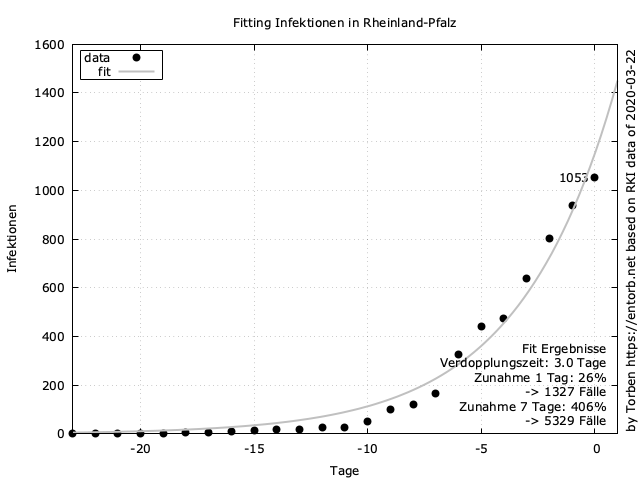 Fitting Infektionen in Rheinland-Pfalz
1600
1400
1200
1000
800
600
400
200
0
Infektionen
data
fit
1053
Fit Ergebnisse
Verdopplungszeit: 3.0 Tage
Zunahme 1 Tag: 26%
-> 1327 Fälle
Zunahme 7 Tage: 406%
-> 5329 Fälle
-20
-15
-10
-5
0
Tage
by Torben https://entorb.net based on RKI data of 2020-03-22